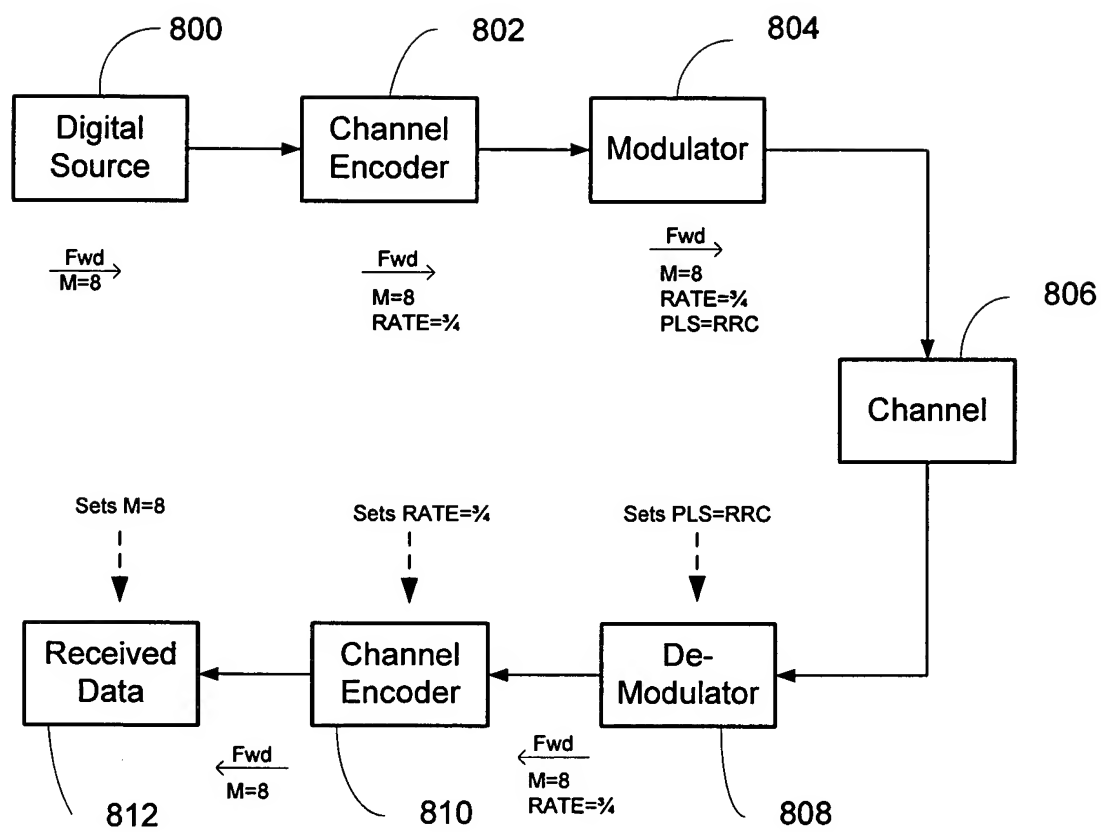 800
802
804
Digital
Source
Channel
Encoder
Modulator
Fwd
M=8
Fwd
M=8
RATE=¾
Fwd
M=8
RATE=¾
PLS=RRC
806
Channel
Sets M=8
Sets RATE=¾
Sets PLS=RRC
Received
Data
Channel
Encoder
De-
Modulator
Fwd
M=8
Fwd
M=8
RATE=¾
812
810
808